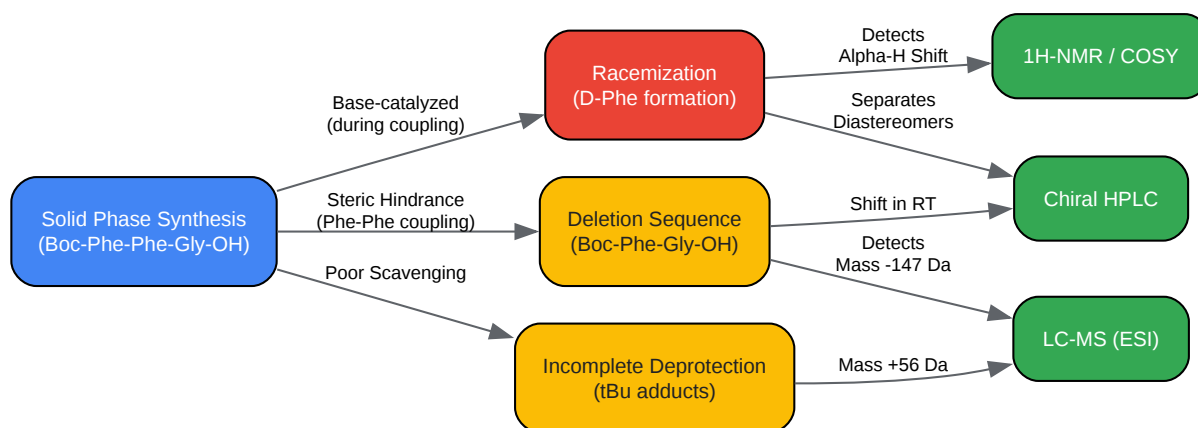 Solid Phase Synthesis
(Boc-Phe-Phe-Gly-OH)
Base-catalyzed
(during coupling)
Steric Hindrance
(Phe-Phe coupling)
Poor Scavenging
Racemization
(D-Phe formation)
Deletion Sequence
(Boc-Phe-Gly-OH)
Incomplete Deprotection
(tBu adducts)
Detects
Alpha-H Shift
Separates
Diastereomers
Shift in RT
Detects
Mass -147 Da
Mass +56 Da
1H-NMR / COSY
Chiral HPLC
LC-MS (ESI)